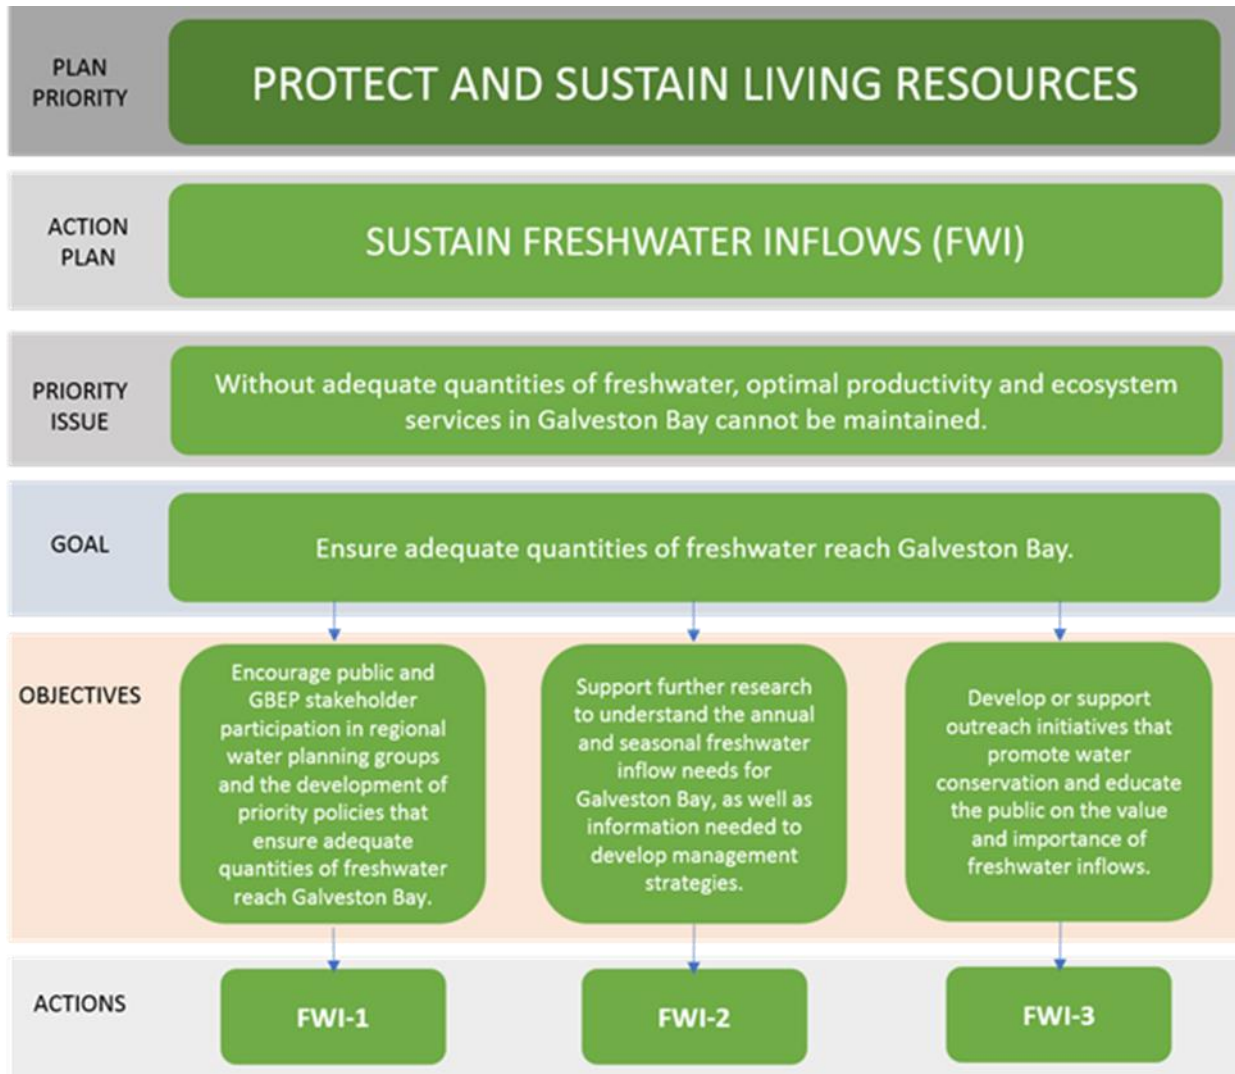 PLAN
PRIORITY
PROTECT AND SUSTAIN LIVING RESOURCES
ACTION
PLAN
SUSTAIN FRESHWATER INFLOWS (FWI)
PRIORITY
ISSUE
Without adequate quantities of freshwater, optimal productivity and ecosystem
services in Galveston Bay cannot be maintained.
GOAL
Ensure adequate quantities of freshwater reach Galveston Bay.
OBJECTIVES
Encourage public and
GBEP stakeholder
participation in regional
water planning groups
and the development of
priority policies that
ensure adequate
quantities of freshwater
reach Galveston Bay.
Support further research
to understand the annual
and seasonal freshwater
inflow needs for
Galveston Bay, as well as
information needed to
develop management
strategies.
Develop or support
outreach initiatives that
promote water
conservation and educate
the public on the value
and importance of
freshwater inflows.
ACTIONS
FWI-1
FWI-2
FWI-3